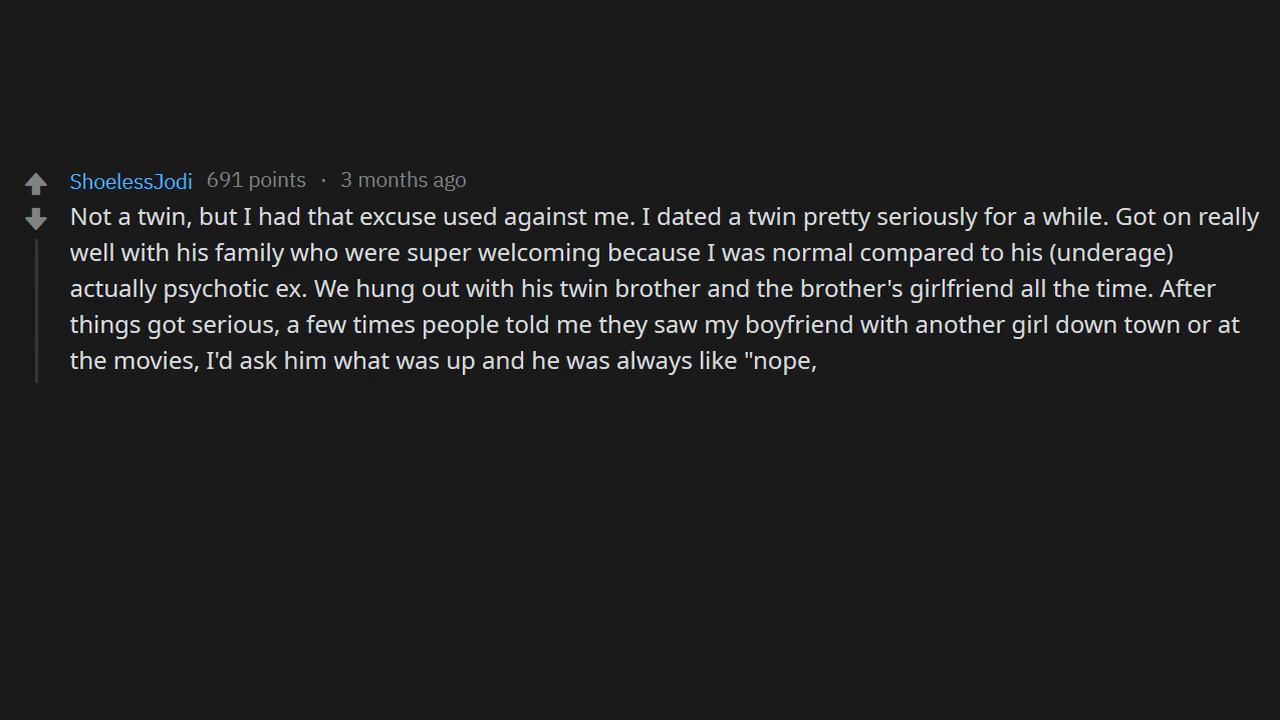 ShoelessJodi 691 points · 3 months ago
Not a twin, but I had that excuse used against me. I dated a twin pretty seriously for a while. Got on really
well with his family who were super welcoming because I was normal compared to his (underage)
actually psychotic ex. We hung out with his twin brother and the brother's girlfriend all the time. After
things got serious, a few times people told me they saw my boyfriend with another girl down town or at
the movies, I'd ask him what was up and he was always like "nope,